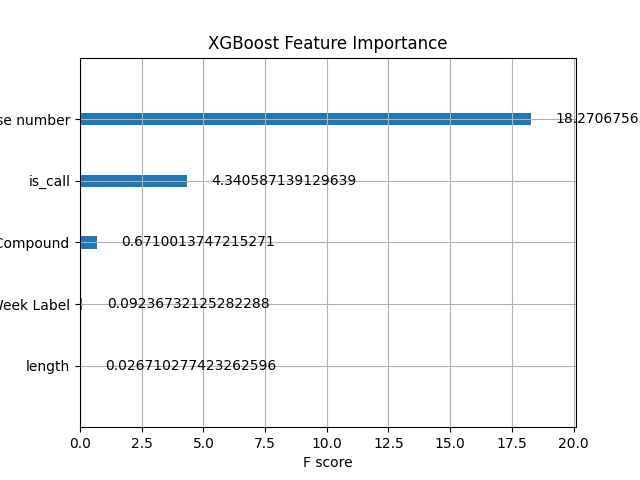 XGBoost Feature Importance
se number
18.2706756
is_call
4.340587139129639
Compound
0.6710013747215271
Week Label
0.09236732125282288
length
0.026710277423262596
0.0 2.5 5.0 7.5 10.0 12.5 15.0 17.5 20.0
F score